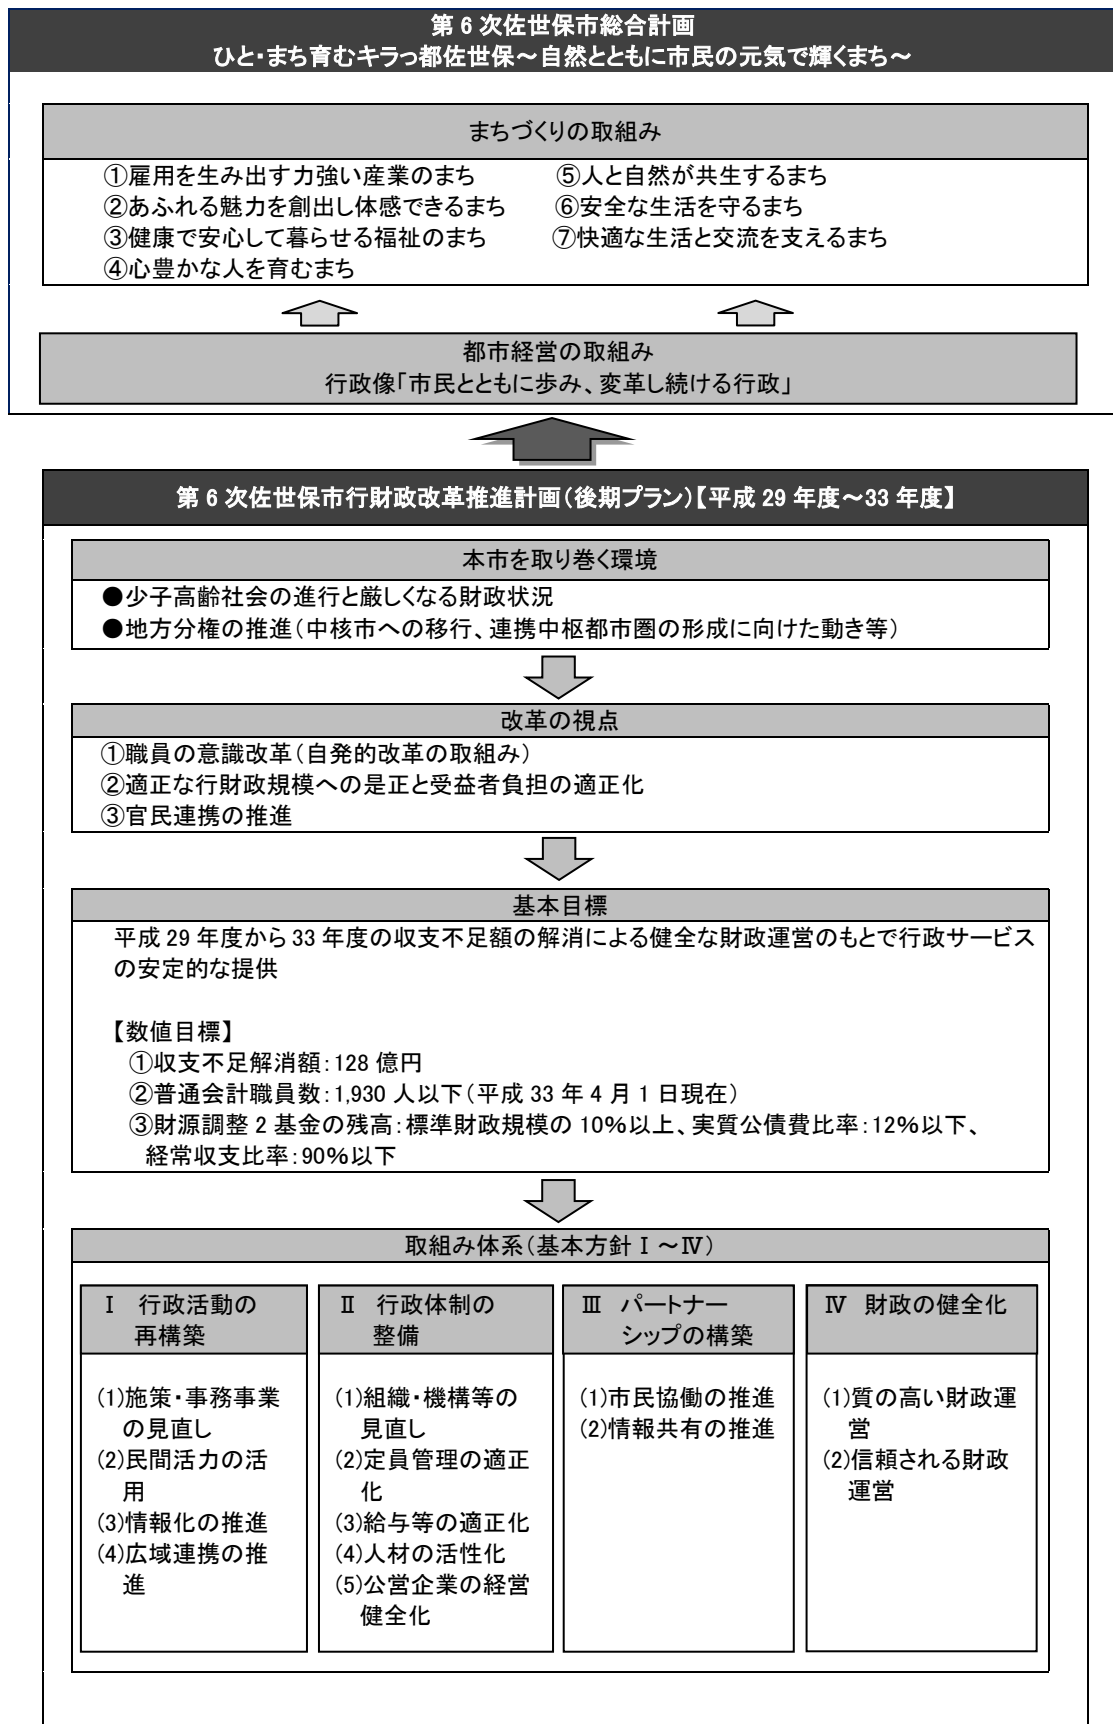 第 6 次佐世保市総合計画
ひと・まち育むキラっ都佐世保～自然とともに市民の元気で輝くまち～
まちづくりの取組み
①雇用を生み出す力強い産業のまち
②あふれる魅力を創出し体感できるまち
③健康で安心して暮らせる福祉のまち
④心豊かな人を育むまち
⑤人と自然が共生するまち
⑥安全な生活を守るまち
⑦快適な生活と交流を支えるまち
都市経営の取組み
行政像「市民とともに歩み、変革し続ける行政」
第 6 次佐世保市行財政改革推進計画（後期プラン）【平成 29 年度～33 年度】
本市を取り巻く環境
●少子高齢社会の進行と厳しくなる財政状況
●地方分権の推進（中核市への移行、連携中枢都市圏の形成に向けた動き等）
改革の視点
①職員の意識改革（自発的改革の取組み）
②適正な行財政規模への是正と受益者負担の適正化
③官民連携の推進
基本目標
平成 29 年度から 33 年度の収支不足額の解消による健全な財政運営のもとで行政サービス
の安定的な提供
【数値目標】
①収支不足解消額：128 億円
②普通会計職員数：1,930 人以下（平成 33 年 4 月 1 日現在）
③財源調整 2 基金の残高：標準財政規模の 10％以上、実質公債費比率：12％以下、
経常収支比率：90％以下
取組み体系（基本方針Ⅰ～Ⅳ）
Ⅰ 行政活動の
再構築
(1)施策・事務事業
の見直し
(2)民間活力の活
用
(3)情報化の推進
(4)広域連携の推
進
Ⅱ 行政体制の
整備
(1)組織・機構等の
見直し
(2)定員管理の適正
化
(3)給与等の適正化
(4)人材の活性化
(5)公営企業の経営
健全化
Ⅲ パートナー
シップの構築
(1)市民協働の推進
(2)情報共有の推進
Ⅳ 財政の健全化
(1)質の高い財政運
営
(2)信頼される財政
運営